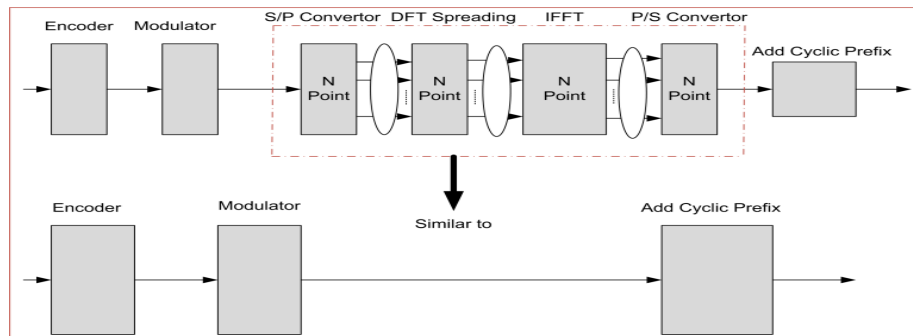 S/P Convertor DFT Spreading IFFT P/S Convertor
Encoder Modulator
Add Cyclic Prefix
N Point
N Point
N Point
N Point
Encoder Modulator Add Cyclic Prefix
Similar to